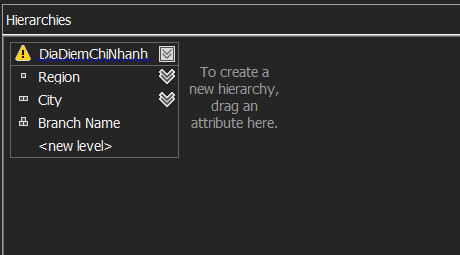 Hierarchies
DiaDiemChiNhanh
Region
City
Branch Name
<new level>
To create a
new hierarchy,
drag an
attribute here.